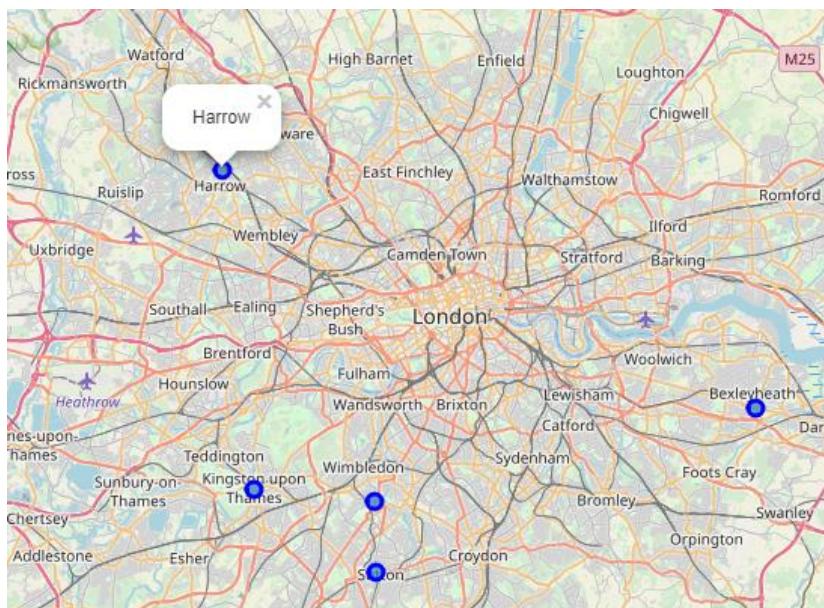 Watford
High Barnet
Enfield
Loughton
M25
Rickmansworth
Chigwell
Harrow ×
ware
East Finchley
Walthamstow
ross
Ruislip
Harrow
Romford
Wembley
Ilford
Uxbridge
Camden Town
Stratford
Barking
Southall
Ealing
Shepherd's
Bush
London
Brentford
Woolwich
Fulham
Hounslow
Heathrow
Wandsworth
Brixton
Lewisham
Bexleyheath
Catford
Dar
nes-upon-
Thames
Teddington
Wimbledon
Sydenham
Foots Cray
Sunbury-on-
Thames
Kingston upon
Thames
Bromley
Swanley
Chertsey
Orpington
Addlestone
Esher
Croydon